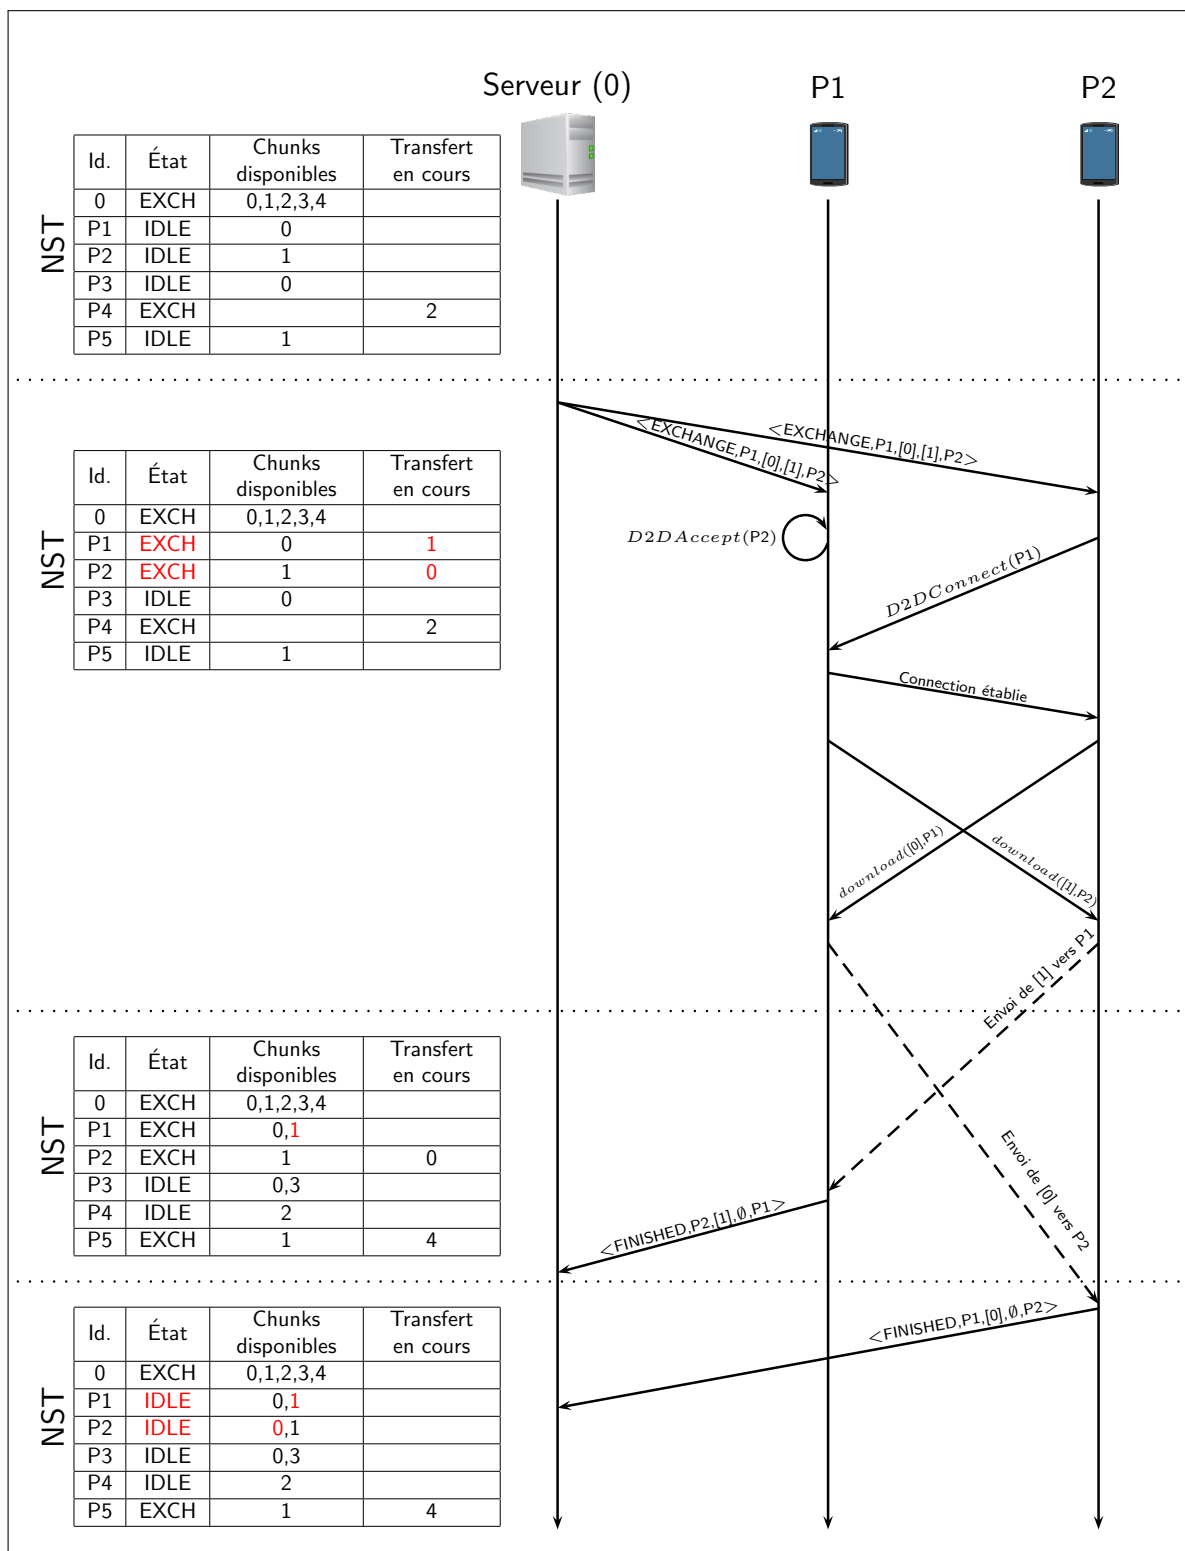 Serveur (0) P1 P2
NST
Id. État Chunks disponibles Transfert en cours
0 EXCH 0,1,2,3,4
P1 IDLE 0
P2 IDLE 1
P3 IDLE 0
P4 EXCH 2
P5 IDLE 1
<EXCHANGE,P1,[0],[1],P2>
<EXCHANGE,P1,[0],[1],P2>
NST
Id. État Chunks disponibles Transfert en cours
0 EXCH 0,1,2,3,4
P1 EXCH 0 1
P2 EXCH 1 0
P3 IDLE 0
P4 EXCH 2
P5 IDLE 1
D2DAccept(P2)
D2DConnect(P1)
Connection établie
download([0],P1)
download([1],P2)
Envoi de [1] vers P1
Envoi de [0] vers P2
NST
Id. État Chunks disponibles Transfert en cours
0 EXCH 0,1,2,3,4
P1 EXCH 0,1
P2 EXCH 1 0
P3 IDLE 0,3
P4 IDLE 2
P5 EXCH 1 4
<FINISHED,P2,[1],∅,P1>
<FINISHED,P1,[0],∅,P2>
NST
Id. État Chunks disponibles Transfert en cours
0 EXCH 0,1,2,3,4
P1 IDLE 0,1
P2 IDLE 0,1
P3 IDLE 0,3
P4 IDLE 2
P5 EXCH 1 4